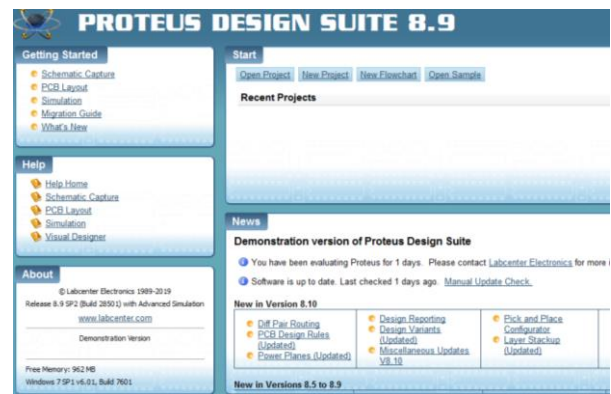 PROTEUS DESIGN SUITE 8.9
Getting Started
Schematic Capture
PCB Layout
Simulation
Migration Guide
What's New
Help
Help Home
Schematic Capture
PCB Layout
Simulation
Visual Designer
About
© Labcenter Electronics 1989-2019
Release 8.9 SP2 (Build 28501) with Advanced Simulation
www.labcenter.com
Demonstration Version
Free Memory: 962 MB
Windows 7 SP1 v6.01, Build 7601
Start
Open Project New Project New Flowchart Open Sample
Recent Projects
News
Demonstration version of Proteus Design Suite
You have been evaluating Proteus for 1 days. Please contact Labcenter Electronics for more
Software is up to date. Last checked 1 days ago. Manual Update Check.
New in Version 8.10
Diff Pair Routing
PCB Design Rules
(Updated)
Power Planes (Updated)
Design Reporting
Design Variants
(Updated)
Miscellaneous Updates
V8.10
Pick and Place
Configurator
Layer Stackup
(Updated)
New in Versions 8.5 to 8.9